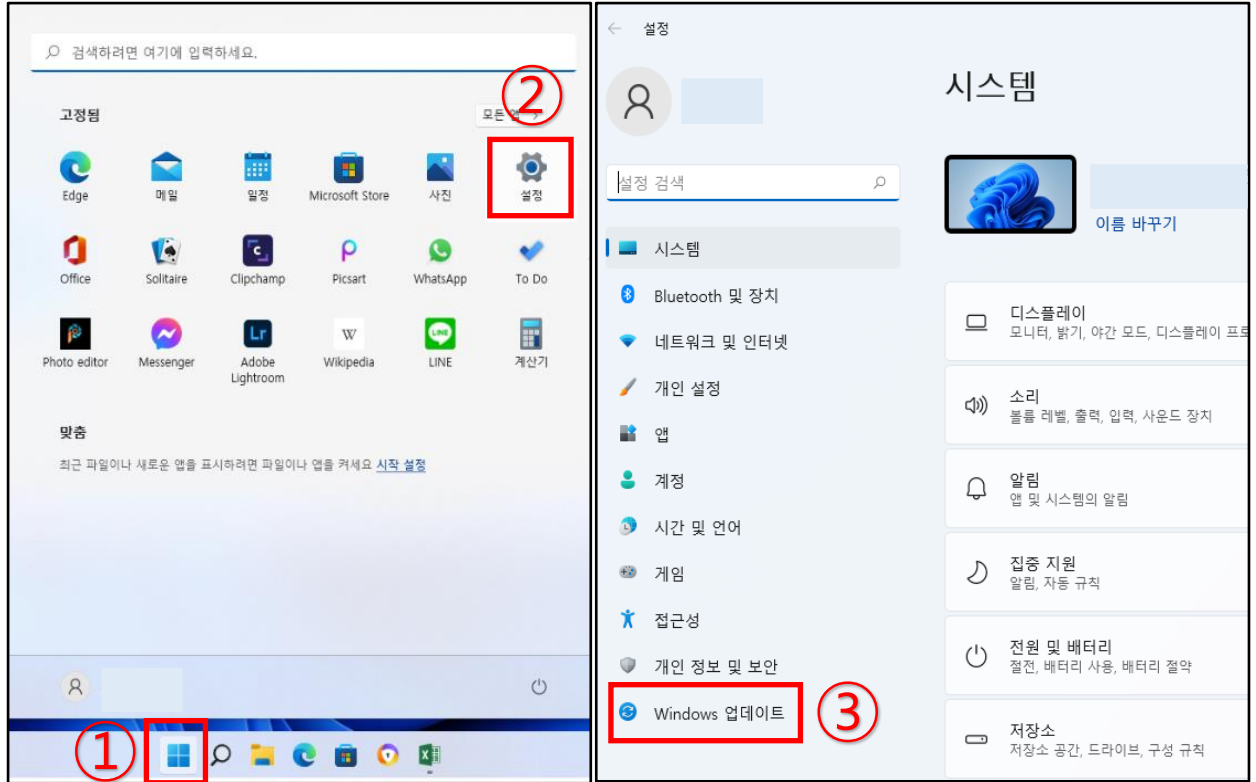 검색하려면 여기에 입력하세요.
②
고정됨
모든 앱 >
Edge
메일
일정
Microsoft Store
사진
설정
Office
Solitaire
Clipchamp
Picsart
WhatsApp
To Do
Photo editor
Messenger
Adobe
Lightroom
Wikipedia
LINE
계산기
맞춤
최근 파일이나 새로운 앱을 표시하려면 파일이나 앱을 켜세요 시작 설정
①
← 설정
설정 검색
시스템
Bluetooth 및 장치
네트워크 및 인터넷
개인 설정
앱
계정
시간 및 언어
게임
접근성
개인 정보 및 보안
Windows 업데이트
③
시스템
이름 바꾸기
디스플레이
모니터, 밝기, 야간 모드, 디스플레이 프로
소리
볼륨 레벨, 출력, 입력, 사운드 장치
알림
앱 및 시스템의 알림
집중 지원
알림, 자동 규칙
전원 및 배터리
절전, 배터리 사용, 배터리 절약
저장소
저장소 공간, 드라이브, 구성 규칙